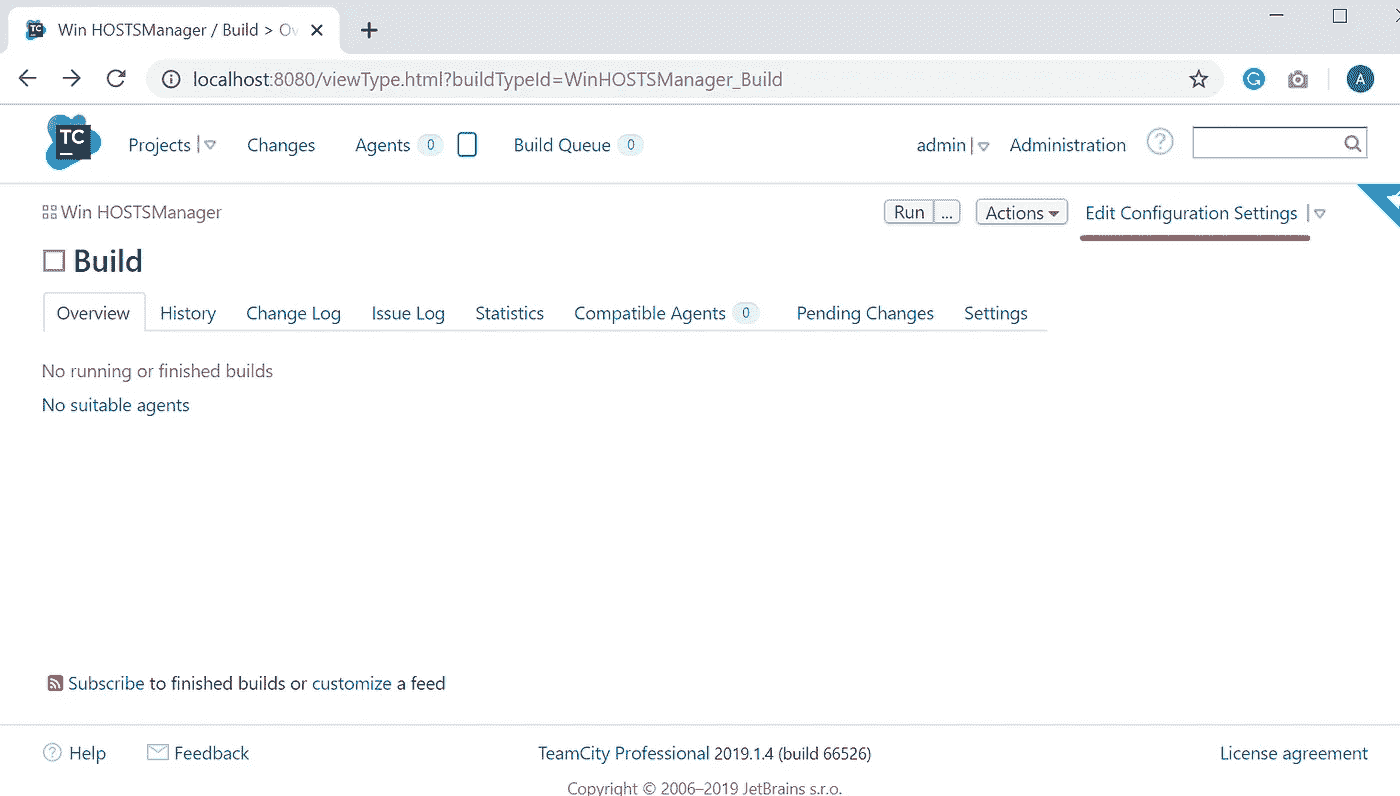 Win HOSTSManager / Build > Ov
localhost:8080/viewType.html?buildTypeId=WinHOSTSManager_Build
G
A
TC
Projects Changes Agents 0 Build Queue 0 admin Administration ?
Win HOSTSManager Run ... Actions Edit Configuration Settings
Build
Overview History Change Log Issue Log Statistics Compatible Agents 0 Pending Changes Settings
No running or finished builds
No suitable agents
Subscribe to finished builds or customize a feed
? Help Feedback TeamCity Professional 2019.1.4 (build 66526) License agreement
Copyright © 2006–2019 JetBrains s.r.o.